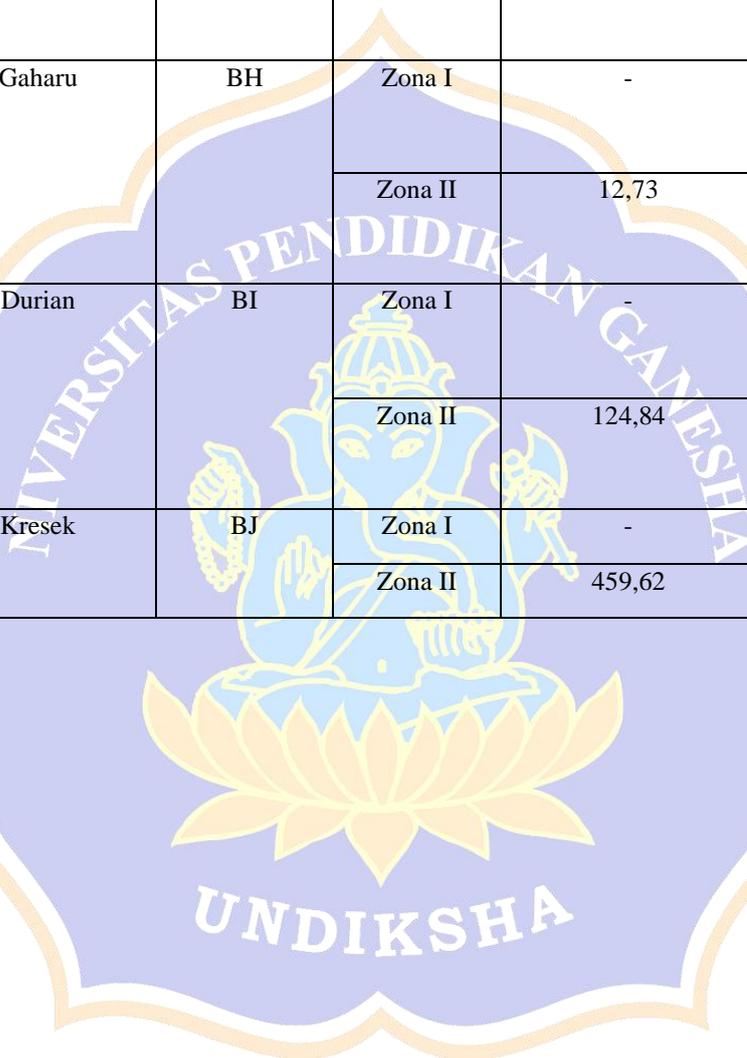 Gaharu BH Zona I -
Zona II 12,73
Durian BI Zona I -
Zona II 124,84
Kresek BJ Zona I -
Zona II 459,62
NIVERSITAS PENDIDIKAN GANESHA
UNDIKSHA